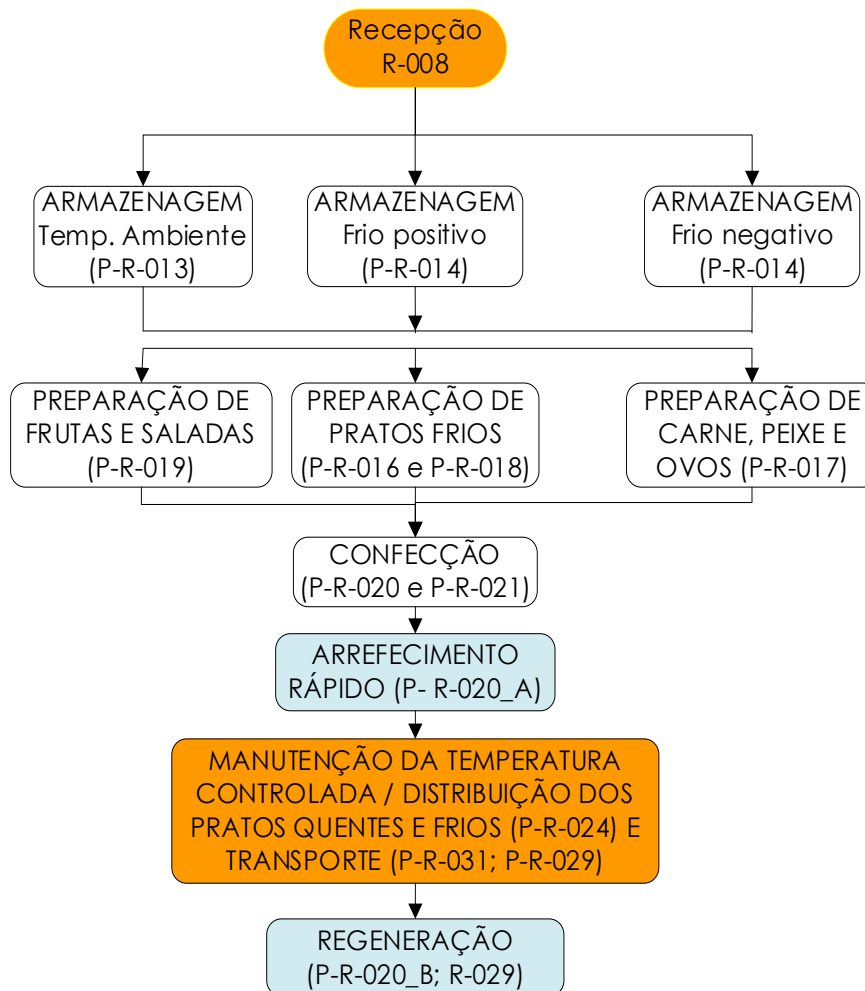 Recepção
R-008
ARMAZENAGEM
Temp. Ambiente
(P-R-013)
ARMAZENAGEM
Frio positivo
(P-R-014)
ARMAZENAGEM
Frio negativo
(P-R-014)
PREPARAÇÃO DE
FRUTAS E SALADAS
(P-R-019)
PREPARAÇÃO DE
PRATOS FRIOS
(P-R-016 e P-R-018)
PREPARAÇÃO DE
CARNE, PEIXE E
OVOS (P-R-017)
CONFECÇÃO
(P-R-020 e P-R-021)
ARREFECIMENTO
RÁPIDO (P- R-020_A)
MANUTENÇÃO DA TEMPERATURA
CONTROLADA / DISTRIBUIÇÃO DOS
PRATOS QUENTES E FRIOS (P-R-024) E
TRANSPORTE (P-R-031; P-R-029)
REGENERAÇÃO
(P-R-020_B; R-029)